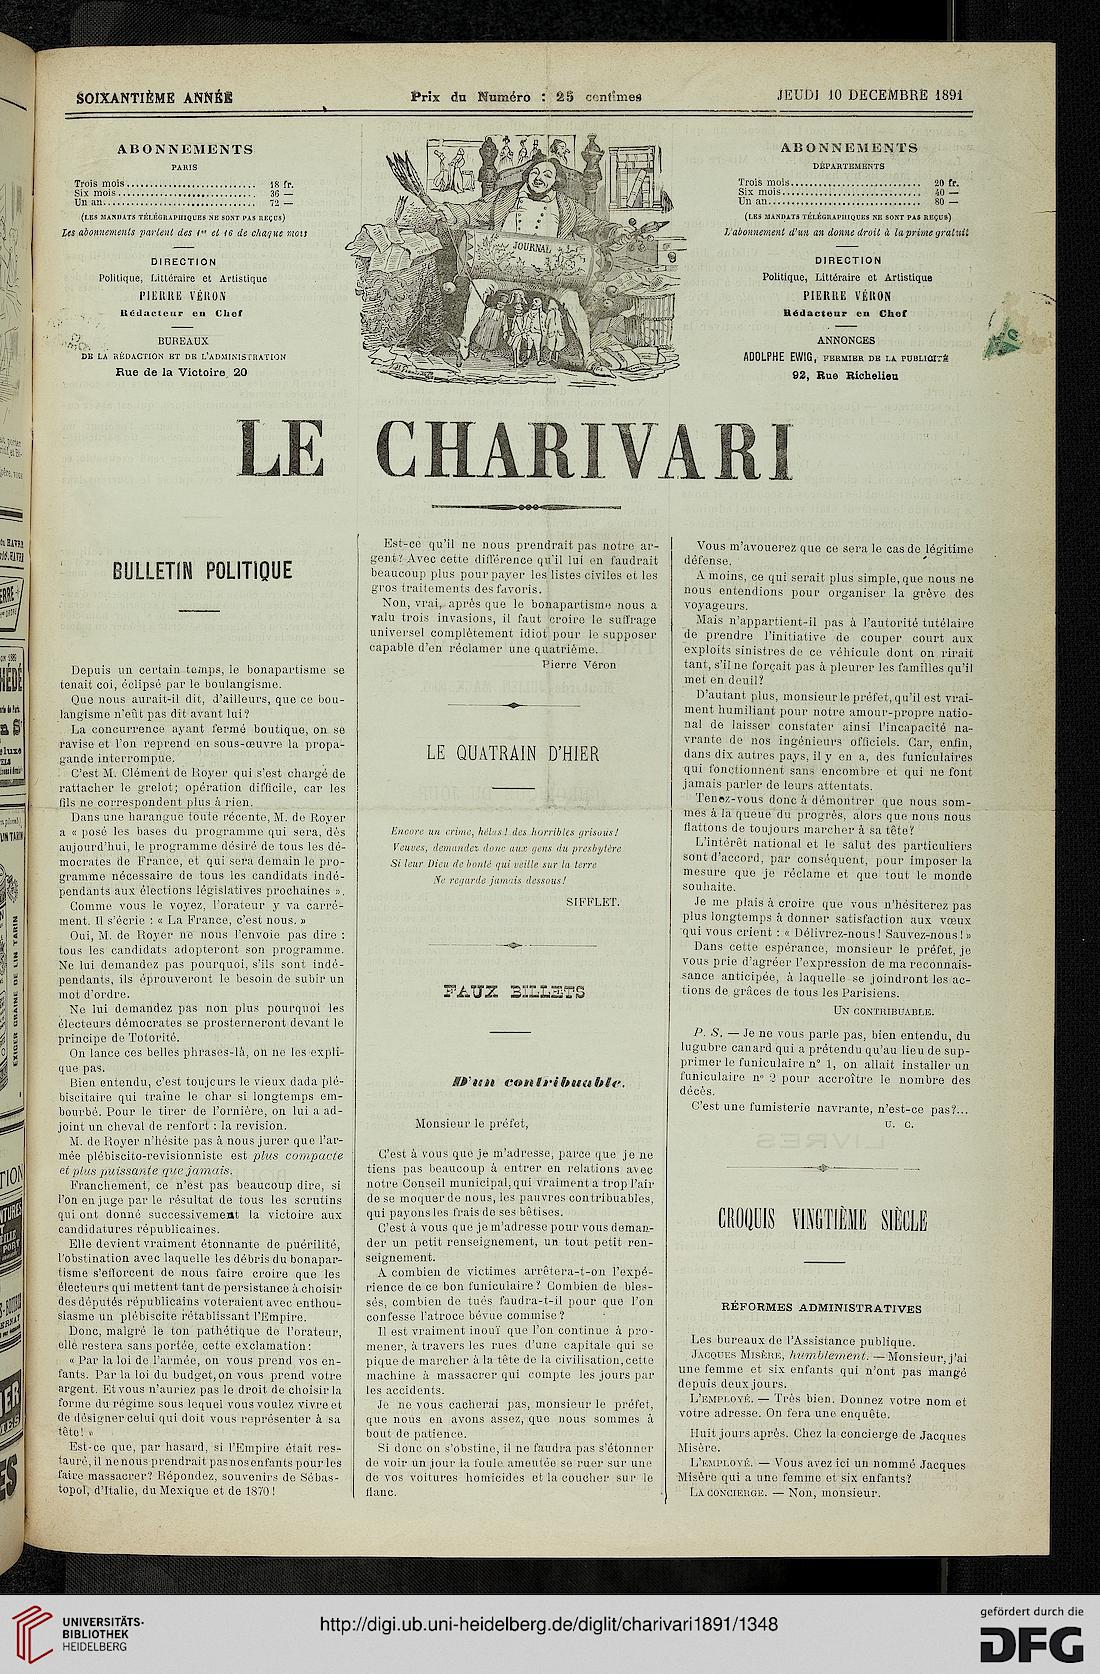 SOIXANTIÈME ANNÉE
Prix du Numéro : 25 centimes
JEUDI 10 DECEMBRE 1891
ABONNEMENTS
PARIS
Trois mois........................... 18 fr.
Six mois............................. 36 —
Un an................................ 72 —
(LES MANDATS TÉLÉGRAPHIQUES NE SONT PAS REÇUS)
Les abonnements partent des 1er et 16 de chaque mois
DIRECTION
Politique, Littéraire et Artistique
PIERRE VÉRON
Rédacteur en Chef
BUREAUX
DE LA RÉDACTION ET DE L'ADMINISTRATION
Rue de la Victoire, 20
JOURNAL
ABONNEMENTS
DÉPARTEMENTS
Trois mois........................... 20 fr.
Six mois............................. 40 —
Un an................................ 80 —
(LES MANDATS TÉLÉGRAPHIQUES NE SONT PAS REÇUS)
L'abonnement d'un an donne droit à la prime gratuit
DIRECTION
Politique, Littéraire et Artistique
PIERRE VÉRON
Rédacteur en Chef
ANNONCES
ADOLPHE EWIG, FERMIER DE LA PUBLICITÉ
92, Rue Richelieu
LE CHARIVARI
BULLETIN POLITIQUE
Depuis un certain temps, le bonapartisme se
tenait coi, éclipsé par le boulangisme.
Que nous aurait-il dit, d'ailleurs, que ce bou-
langisme n'eût pas dit avant lui?
La concurrence ayant fermé boutique, on se
ravise et l'on reprend en sous-œuvre la propa-
gande interrompue.
C'est M. Clément de Royer qui s'est chargé de
rattacher le grelot; opération difficile, car les
fils ne correspondent plus à rien.
Dans une harangue toute récente, M. de Royer
a « posé les bases du programme qui sera, dès
aujourd'hui, le programme désiré de tous les dé-
mocrates de France, et qui sera demain le pro-
gramme nécessaire de tous les candidats indé-
pendants aux élections législatives prochaines ».
Comme vous le voyez, l'orateur y va carré-
ment. Il s'écrie : « La France, c'est nous. »
Oui, M. de Royer ne nous l'envoie pas dire :
tous les candidats adopteront son programme.
Ne lui demandez pas pourquoi, s'ils sont indé-
pendants, ils éprouveront le besoin de subir un
mot d'ordre.
Ne lui demandez pas non plus pourquoi les
électeurs démocrates se prosterneront devant le
principe de Totorité.
On lance ces belles phrases-là, on ne les expli-
que pas.
Bien entendu, c'est toujours le vieux dada plé-
biscitaire qui traîne le char si longtemps em-
bourbé. Pour le tirer de l'ornière, on lui a ad-
joint un cheval de renfort : la revision.
M. de Royer n'hésite pas à nous jurer que l'ar-
mée plébiscito-revisionniste est plus compacte
et plus puissante que jamais.
Franchement, ce n'est pas beaucoup dire, si
l'on en juge par le résultat de tous les scrutins
qui ont donné successivement la victoire aux
candidatures républicaines.
Elle devient vraiment étonnante de puérilité,
l'obstination avec laquelle les débris du bonapar-
tisme s'efforcent de nous faire croire que les
électeurs qui mettent tant de persistance à choisir
des députés républicains voteraient avec enthou-
siasme un plébiscite rétablissant l'Empire.
Donc, malgré le ton pathétique de l'orateur,
elle restera sans portée, cette exclamation:
« Par la loi de l'armée, on vous prend vos en-
fants. Par la loi du budget, on vous prend votre
argent. Et vous n'auriez pas le droit de choisir la
forme du régime sous lequel vous voulez vivre et
de désigner celui qui doit vous représenter à sa
tête! »
Est-ce que, par hasard, si l'Empire était res-
tauré, il ne nous prendrait pas nos enfants pour les
faire massacrer? Répondez, souvenirs de Sébas-
topol, d'Italie, du Mexique et de 1870!
Est-ce qu'il ne nous prendrait pas notre ar-
gent? Avec cette différence qu'il lui en faudrait
beaucoup plus pour payer les listes civiles et les
gros traitements des favoris.
Non, vrai, après que le bonapartisme nous a
valu trois invasions, il faut croire le suffrage
universel complètement idiot pour le supposer
capable d'en réclamer une quatrième.
Pierre Véron
LE QUATRAIN D'HIER
Encore un crime, hélas! des horribles grisous!
Veuves, demandez donc aux gens du presbytère
Si leur Dieu de bonté qui veille sur la terre
Ne regarde jamais dessous!
SIFFLET.
FAUX BILLETS
D'un contribuable.
Monsieur le préfet,
C'est à vous que je m'adresse, parce que je ne
tiens pas beaucoup à entrer en relations avec
notre Conseil municipal, qui vraiment a trop l'air
de se moquer de nous, les pauvres contribuables,
qui payons les frais de ses bêtises.
C'est à vous que je m'adresse pour vous deman-
der un petit renseignement, un tout petit ren-
seignement.
A combien de victimes arrêtera-t-on l'expé-
rience de ce bon funiculaire? Combien de bles-
sés, combien de tués faudra-t-il pour que l'on
confesse l'atroce bévue commise?
Il est vraiment inouï que l'on continue à pro-
mener, à travers les rues d'une capitale qui se
pique de marcher à la tête de la civilisation, cette
machine à massacrer qui compte les jours par
les accidents.
Je ne vous cacherai pas, monsieur le préfet,
que nous en avons assez, que nous sommes à
bout de patience.
Si donc on s'obstine, il ne faudra pas s'étonner
de voir un jour la foule ameutée se ruer sur une
de vos voitures homicides et la coucher sur le
flanc.
Vous m'avouerez que ce sera le cas de légitime
défense.
A moins, ce qui serait plus simple, que nous ne
nous entendions pour organiser la grève des
voyageurs.
Mais n'appartient-il pas à l'autorité tutélaire
de prendre l'initiative de couper court aux
exploits sinistres de ce véhicule dont on rirait
tant, s'il ne forçait pas à pleurer les familles qu'il
met en deuil?
D'autant plus, monsieur le préfet, qu'il est vrai-
ment humiliant pour notre amour-propre natio-
nal de laisser constater ainsi l'incapacité na-
vrante de nos ingénieurs officiels. Car, enfin,
dans dix autres pays, il y en a, des funiculaires
qui fonctionnent sans encombre et qui ne font
jamais parler de leurs attentats.
Tenez-vous donc à démontrer que nous som-
mes à la queue du progrès, alors que nous nous
flattons de toujours marcher à sa tête?
L'intérêt national et le salut des particuliers
sont d'accord, par conséquent, pour imposer la
mesure que je réclame et que tout le monde
souhaite.
Je me plais à croire que vous n'hésiterez pas
plus longtemps à donner satisfaction aux vœux
qui vous crient : « Délivrez-nous! Sauvez-nous! »
Dans cette espérance, monsieur le préfet, je
vous prie d'agréer l'expression de ma reconnais-
sance anticipée, à laquelle se joindront les ac-
tions de grâces de tous les Parisiens.
UN CONTRIBUABLE.
P. S. — Je ne vous parle pas, bien entendu, du
lugubre canard qui a prétendu qu'au lieu de sup-
primer le funiculaire n° 1, on allait installer un
funiculaire n° 2 pour accroître le nombre des
décès.
C'est une fumisterie navrante, n'est-ce pas?...
U. C.
CROQUIS VINGTIÈME SIÈCLE
RÉFORMES ADMINISTRATIVES
Les bureaux de l'Assistance publique.
JACQUES MISÈRE, humblement. — Monsieur, j'ai
une femme et six enfants qui n'ont pas mangé
depuis deux jours.
L'EMPLOYÉ. — Très bien. Donnez votre nom et
votre adresse. On fera une enquête.
Huit jours après. Chez la concierge de Jacques
Misère.
L'EMPLOYÉ. — Vous avez ici un nommé Jacques
Misère qui a une femme et six enfants?
LA CONCIERGE. — Non, monsieur.
UNIVERSITÄTS-
BIBLIOTHEK
HEIDELBERG
http://digi.ub.uni-heidelberg.de/diglit/charivari1891/1348
gefördert durch die
DFG